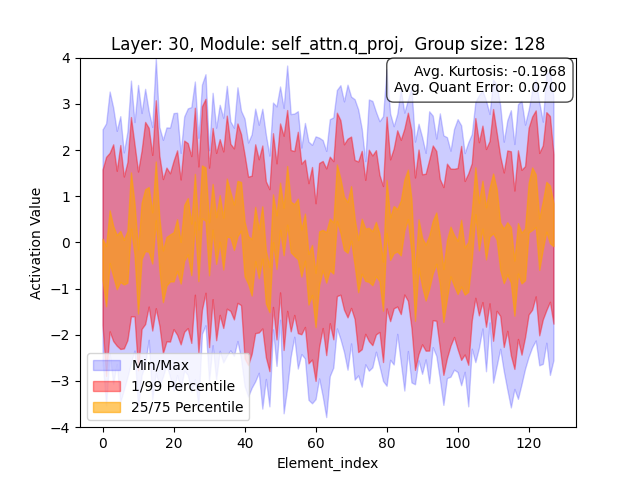 Layer: 30, Module: self_attn.q_proj,  Group size: 128
Avg. Kurtosis: -0.1968
Avg. Quant Error: 0.0700
Activation Value
4
3
2
1
0
−1
−2
−3
−4
Min/Max
1/99 Percentile
25/75 Percentile
0 20 40 60 80 100 120
Element_index